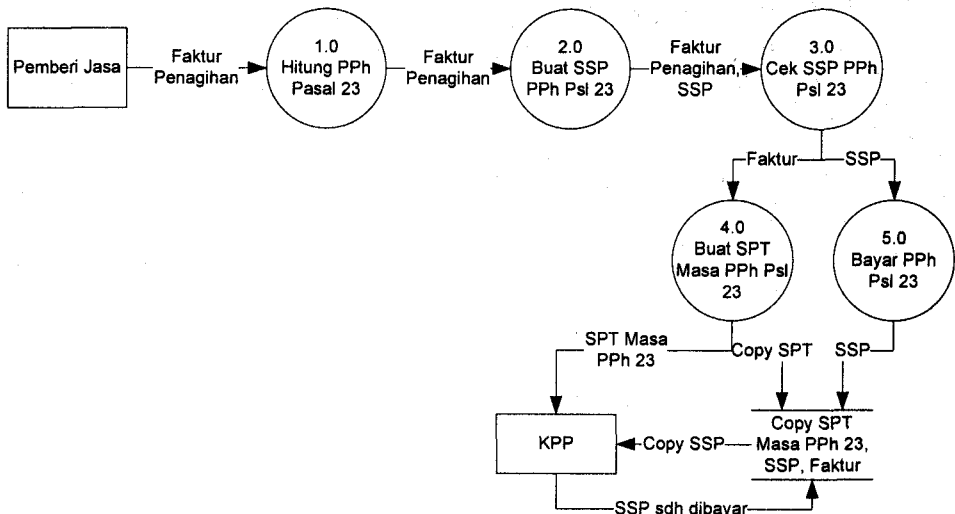 Pemberi Jasa
Faktur
Penagihan
1.0
Hitung PPh
Pasal 23
Faktur
Penagihan
2.0
Buat SSP
PPh Psl 23
Faktur
Penagihan,
SSP
3.0
Cek SSP PPh
Psl 23
Faktur
SSP
4.0
Buat SPT
Masa PPh Psl
23
5.0
Bayar PPh
Psl 23
SPT Masa
PPh 23
Copy SPT
SSP
KPP
Copy SSP
Copy SPT
Masa PPh 23,
SSP, Faktur
SSP sdh dibayar